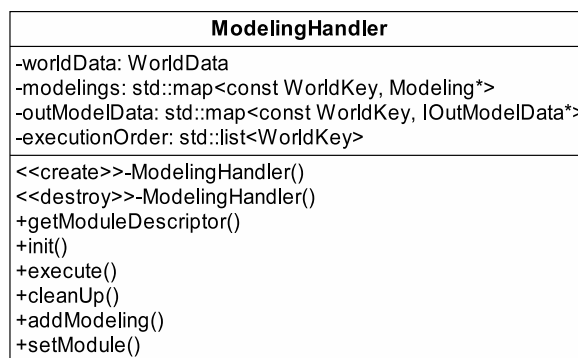 ModelingHandler
-worldData: WorldData
-modelings: std::map<const WorldKey, Modeling*>
-outModelData: std::map<const WorldKey, IOutModelData*>
-executionOrder: std::list<WorldKey>
<<create>>-ModelingHandler()
<<destroy>>-ModelingHandler()
+getModuleDescriptor()
+init()
+execute()
+cleanUp()
+addModeling()
+setModule()